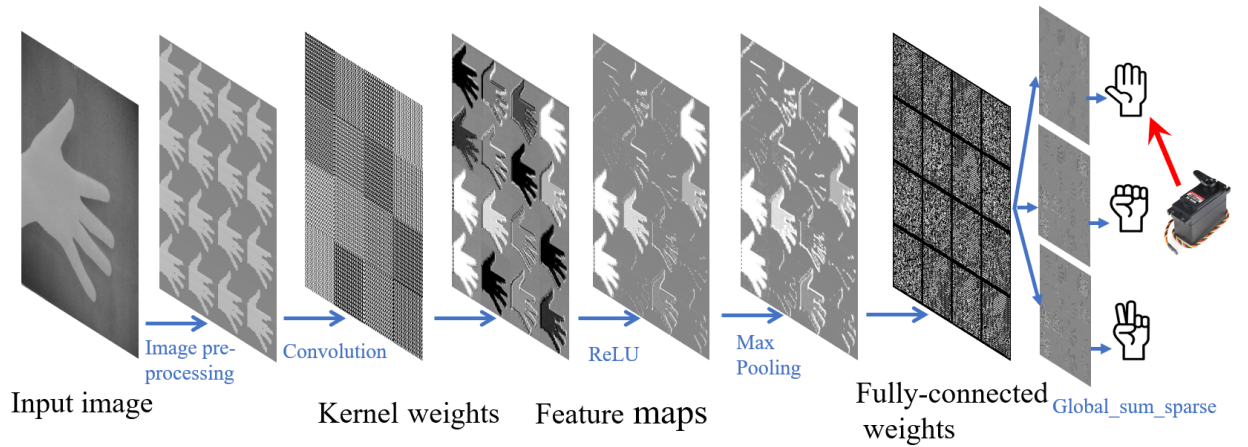 Image pre-
processing
Convolution
ReLU
Max
Pooling
Input image
Kernel weights
Feature maps
Fully-connected
weights
Global_sum_sparse